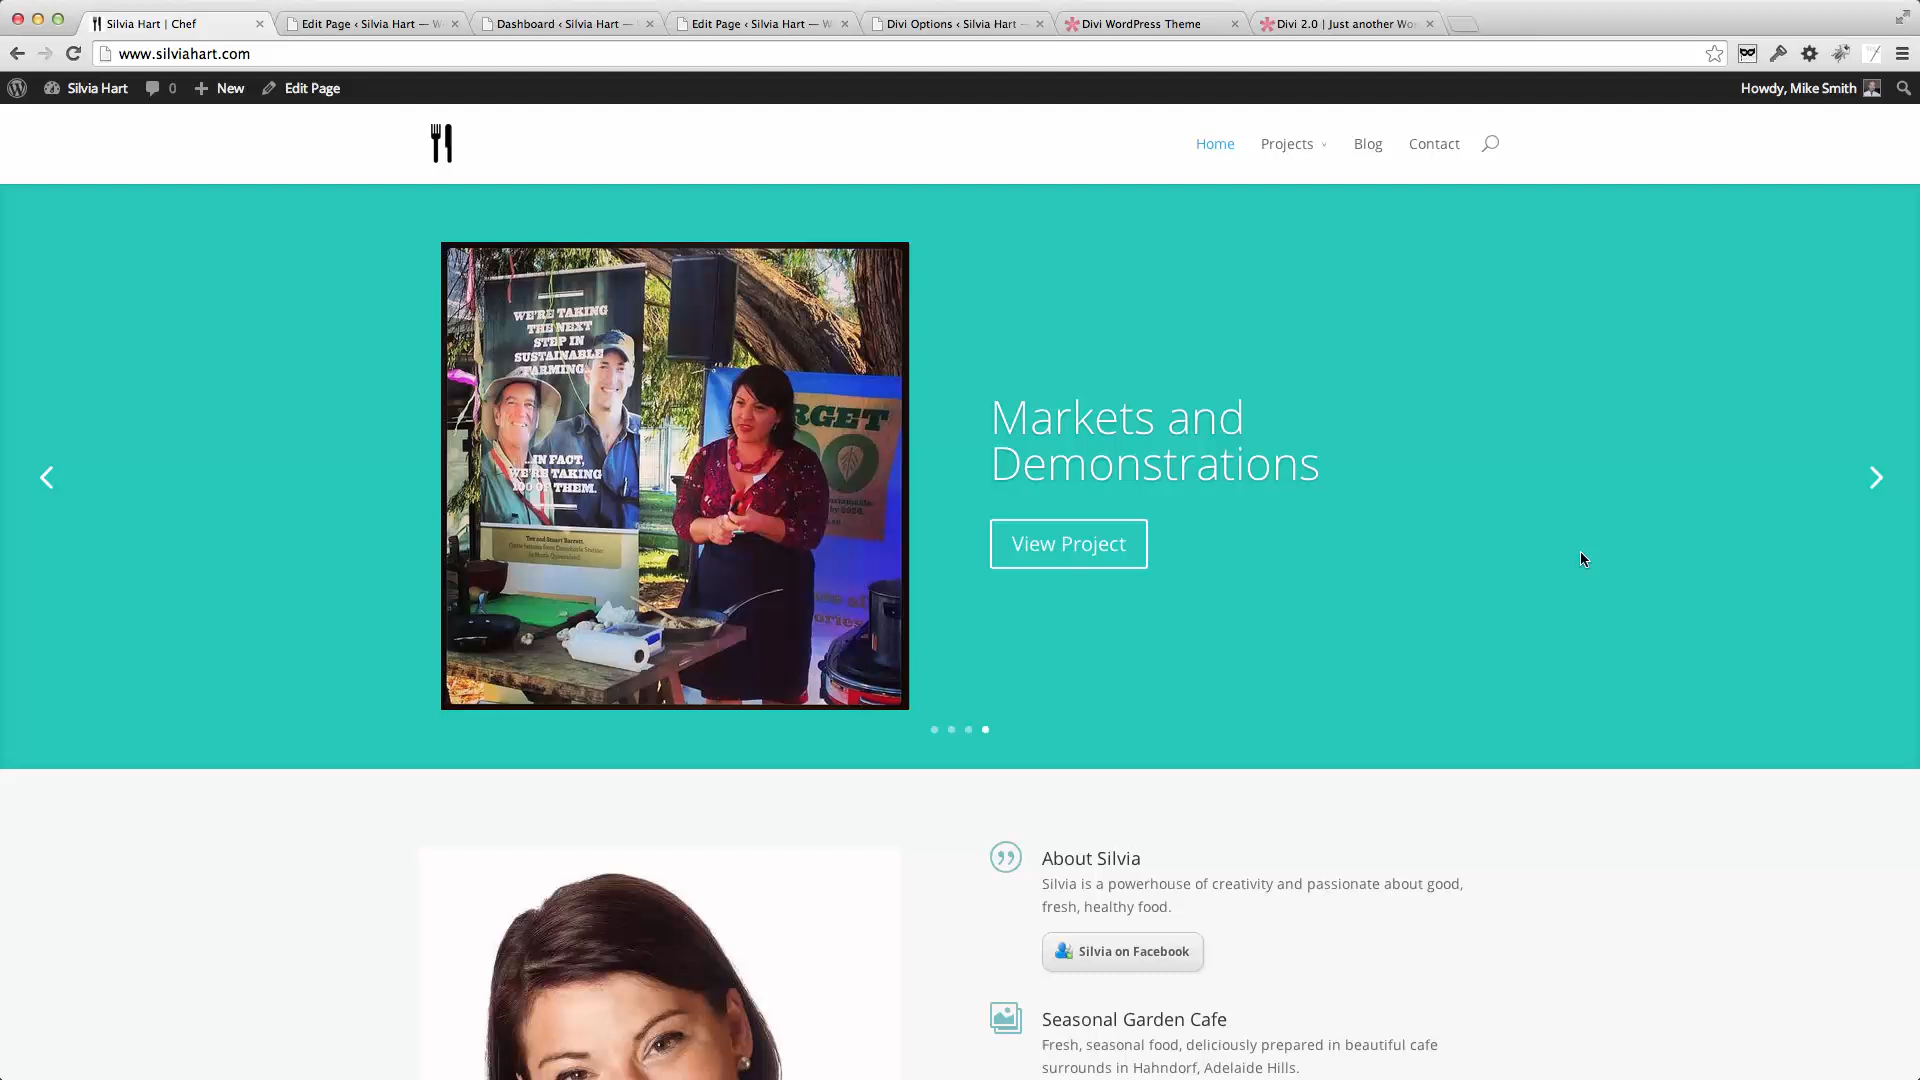 Silvia Hart | Chef
Edit Page ‹ Silvia Hart — W
Dashboard ‹ Silvia Hart —
Edit Page ‹ Silvia Hart — W
Divi Options ‹ Silvia Hart —
Divi WordPress Theme
Divi 2.0 | Just another Wo
www.silviahart.com
Silvia Hart
0
New
Edit Page
Howdy, Mike Smith
Home
Projects
Blog
Contact
WE'RE TAKING
THE NEXT
STEP IN
SUSTAINABLE
FARMING.
...IN FACT,
WE'RE TAKING
100 OF THEM.
RGET
Markets and
Demonstrations
View Project
About Silvia
Silvia is a powerhouse of creativity and passionate about good,
fresh, healthy food.
Silvia on Facebook
Seasonal Garden Cafe
Fresh, seasonal food, deliciously prepared in beautiful cafe
surrounds in Hahndorf, Adelaide Hills.